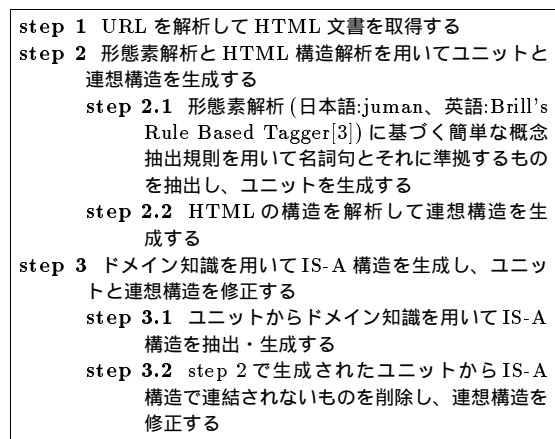 step 1 URL を解析して HTML 文書を取得する
step 2 形態素解析と HTML 構造解析を用いてユニットと
連想構造を生成する
step 2.1 形態素解析 (日本語:juman、英語:Brill's
Rule Based Tagger[3]) に基づく簡単な概念
抽出規則を用いて名詞句とそれに準拠するもの
を抽出し、ユニットを生成する
step 2.2 HTML の構造を解析して連想構造を生
成する
step 3 ドメイン知識を用いて IS-A 構造を生成し、ユニッ
トと連想構造を修正する
step 3.1 ユニットからドメイン知識を用いて IS-A
構造を抽出・生成する
step 3.2 step 2 で生成されたユニットから IS-A
構造で連結されないものを削除し、連想構造を
修正する